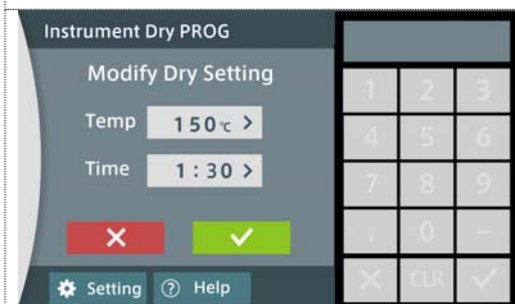 Instrument Dry PROG
Modify Dry Setting
Temp 150℃ >
Time 1:30 >
Setting ? Help
1 2 3
4 5 6
7 8 9
. 0 -
CLR